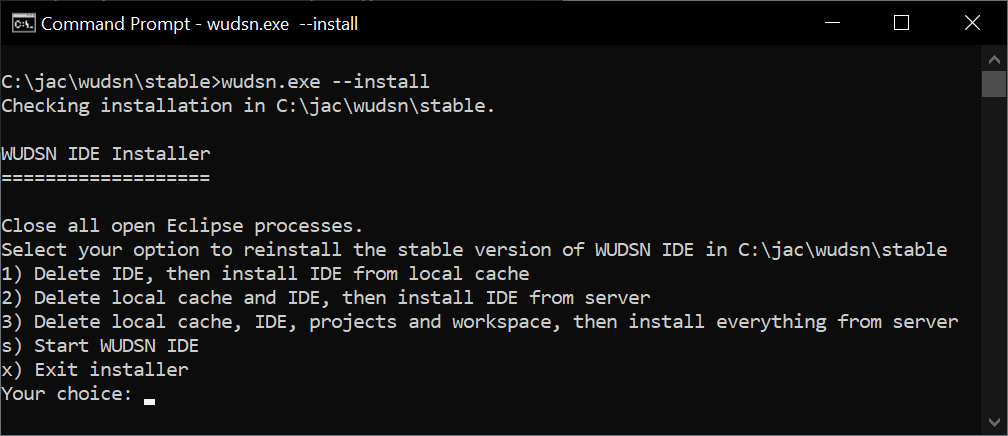 C:\.
Command Prompt - wudsn.exe  --install
C:\jac\wudsn\stable>wudsn.exe --install
Checking installation in C:\jac\wudsn\stable.
WUDSN IDE Installer
===================
Close all open Eclipse processes.
Select your option to reinstall the stable version of WUDSN IDE in C:\jac\wudsn\stable
1) Delete IDE, then install IDE from local cache
2) Delete local cache and IDE, then install IDE from server
3) Delete local cache, IDE, projects and workspace, then install everything from server
s) Start WUDSN IDE
x) Exit installer
Your choice: